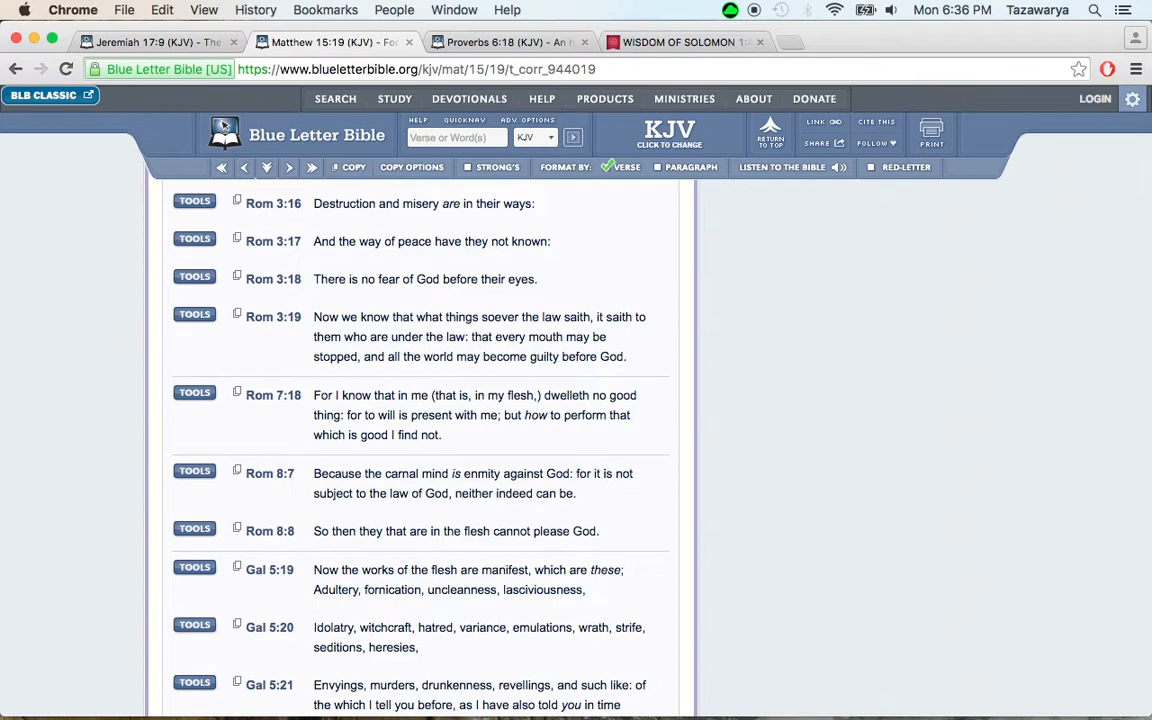 Chrome File Edit View History Bookmarks People Window Help Mon 6:36 PM Tazawarya
Jeremiah 17:9 (KJV) - The Matthew 15:19 (KJV) - Fo Proverbs 6:18 (KJV) - An h WISDOM OF SOLOMON 1:
Blue Letter Bible [US] https://www.blueletterbible.org/kjv/mat/15/19/t_corr_944019
BLB CLASSIC SEARCH STUDY DEVOTIONALS HELP PRODUCTS MINISTRIES ABOUT DONATE LOGIN
Blue Letter Bible
HELP QUICKNAV ADV. OPTIONS
Verse or Word(s) KJV
KJV
CLICK TO CHANGE
RETURN
TO TOP
LINK CITE THIS
SHARE FOLLOW
PRINT
COPY COPY OPTIONS STRONG'S FORMAT BY: VERSE PARAGRAPH LISTEN TO THE BIBLE RED-LETTER
TOOLS Rom 3:16 Destruction and misery are in their ways:
TOOLS Rom 3:17 And the way of peace have they not known:
TOOLS Rom 3:18 There is no fear of God before their eyes.
TOOLS Rom 3:19 Now we know that what things soever the law saith, it saith to
them who are under the law: that every mouth may be
stopped, and all the world may become guilty before God.
TOOLS Rom 7:18 For I know that in me (that is, in my flesh,) dwelleth no good
thing: for to will is present with me; but how to perform that
which is good I find not.
TOOLS Rom 8:7 Because the carnal mind is enmity against God: for it is not
subject to the law of God, neither indeed can be.
TOOLS Rom 8:8 So then they that are in the flesh cannot please God.
TOOLS Gal 5:19 Now the works of the flesh are manifest, which are these;
Adultery, fornication, uncleanness, lasciviousness,
TOOLS Gal 5:20 Idolatry, witchcraft, hatred, variance, emulations, wrath, strife,
seditions, heresies,
TOOLS Gal 5:21 Envyings, murders, drunkenness, revellings, and such like: of
the which I tell you before, as I have also told you in time